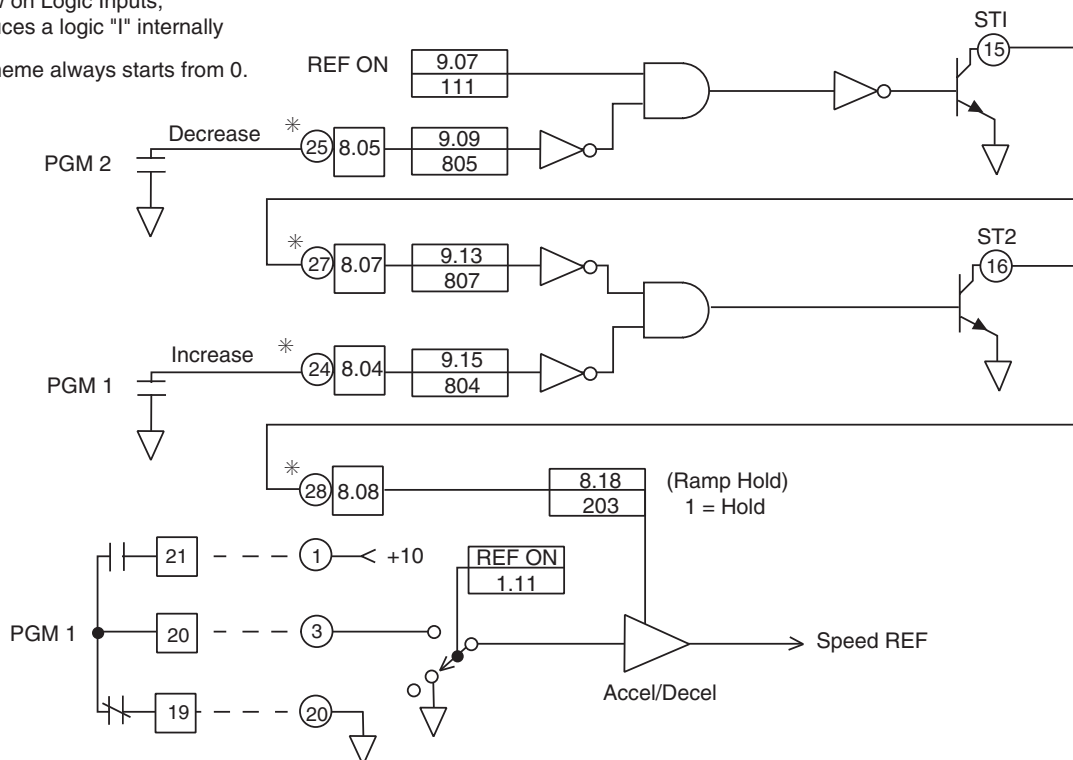 on Logic Inputs,
uces a logic "I" internally
eme always starts from 0.
REF ON
9.07
111
STI
15
PGM 2
Decrease
* 25
8.05
9.09
805
* 27
8.07
9.13
807
ST2
16
PGM 1
Increase
* 24
8.04
9.15
804
* 28
8.08
8.18
203
(Ramp Hold)
1 = Hold
21
1
+10
REF ON
1.11
PGM 1
20
3
Speed REF
Accel/Decel
19
20